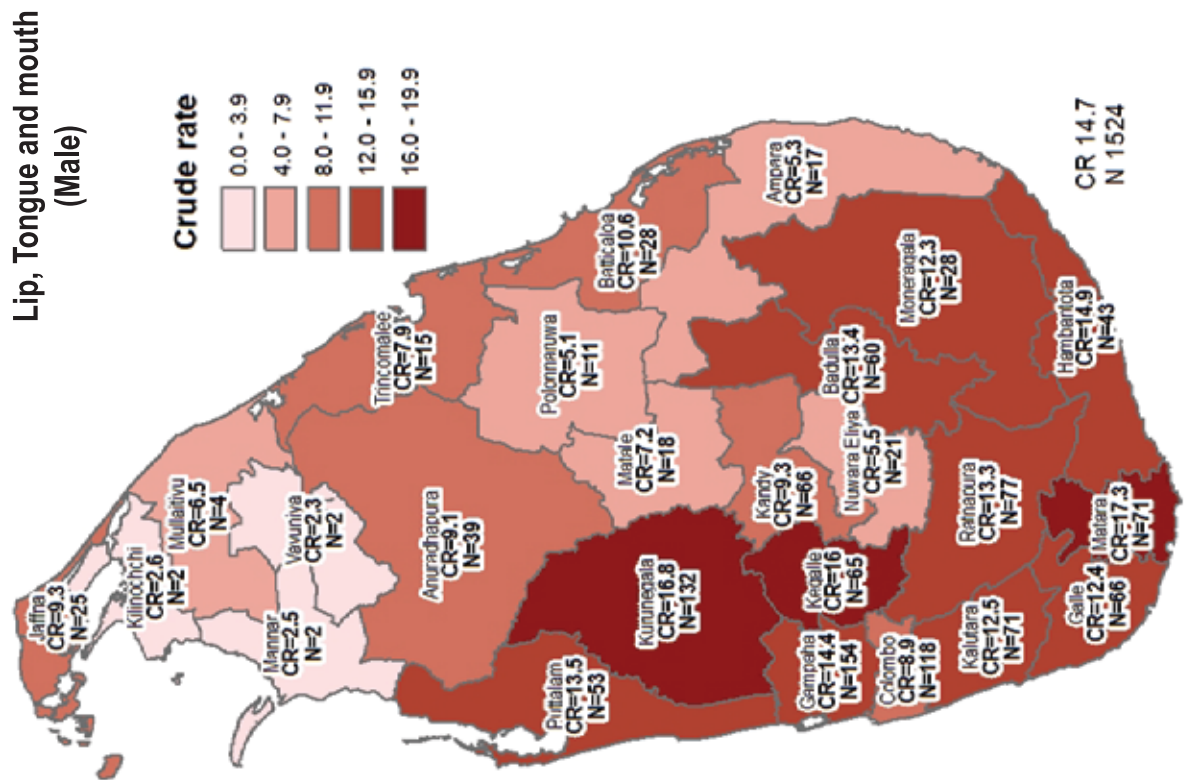 Lip, Tongue and mouth
(Male)
Crude rate
0.0 - 3.9
4.0 - 7.9
8.0 - 11.9
12.0 - 15.9
16.0 - 19.9
Jaffna
CR=9.3
N=25
Kilinochchi
CR=2.6
N=2
Mullaitivu
CR=6.5
N=4
Mannar
CR=2.5
N=2
Vavuniya
CR=2.3
N=2
Trincomalee
CR=7.9
N=15
Anuradhapura
CR=9.1
N=39
Polonnaruwa
CR=5.1
N=11
Batticaloa
CR=10.6
N=28
Puttalam
CR=13.5
N=53
Kurunegala
CR=16.8
N=132
Matale
CR=7.2
N=18
Ampara
CR=5.3
N=17
Kandy
CR=9.3
N=66
Kegalle
CR=16
N=65
Gampaha
CR=14.4
N=154
Nuwara Eliya
CR=5.5
N=21
Badulla
CR=13.4
N=60
Moneragala
CR=12.3
N=28
Colombo
CR=8.9
N=118
Ratnapura
CR=13.3
N=77
Kalutara
CR=12.5
N=71
Galle
CR=12.4
N=66
Matara
CR=17.3
N=71
Hambantota
CR=14.9
N=43
CR 14.7
N 1524